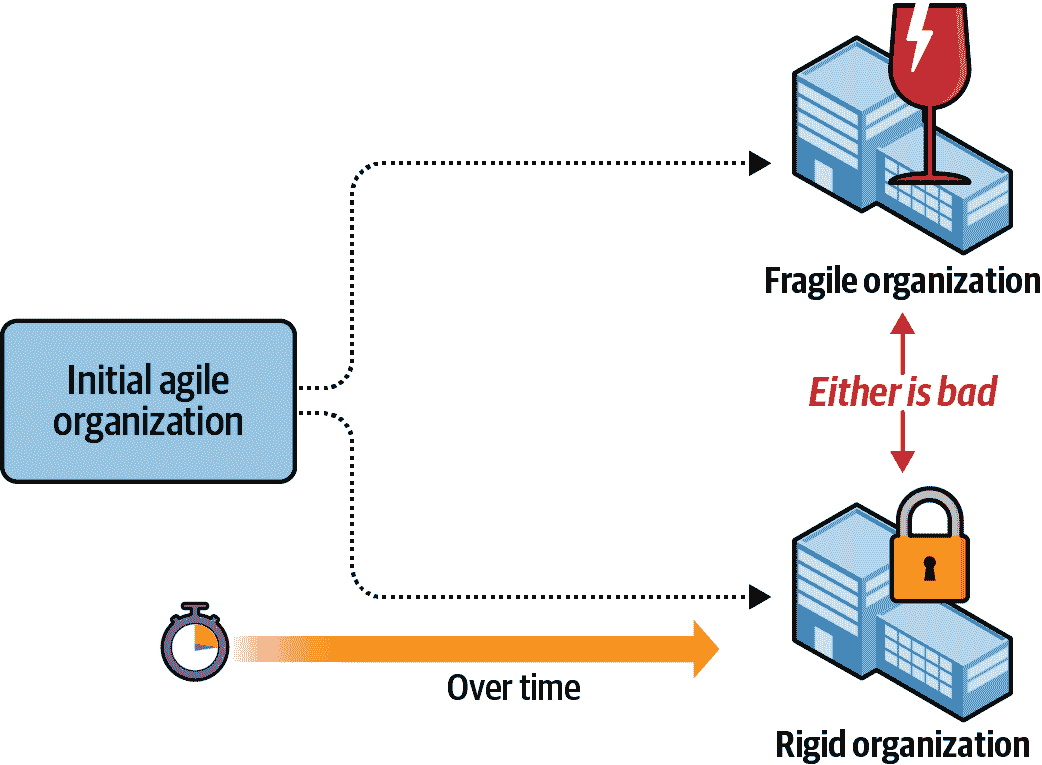 Initial agile
organization
Fragile organization
Either is bad
Over time
Rigid organization